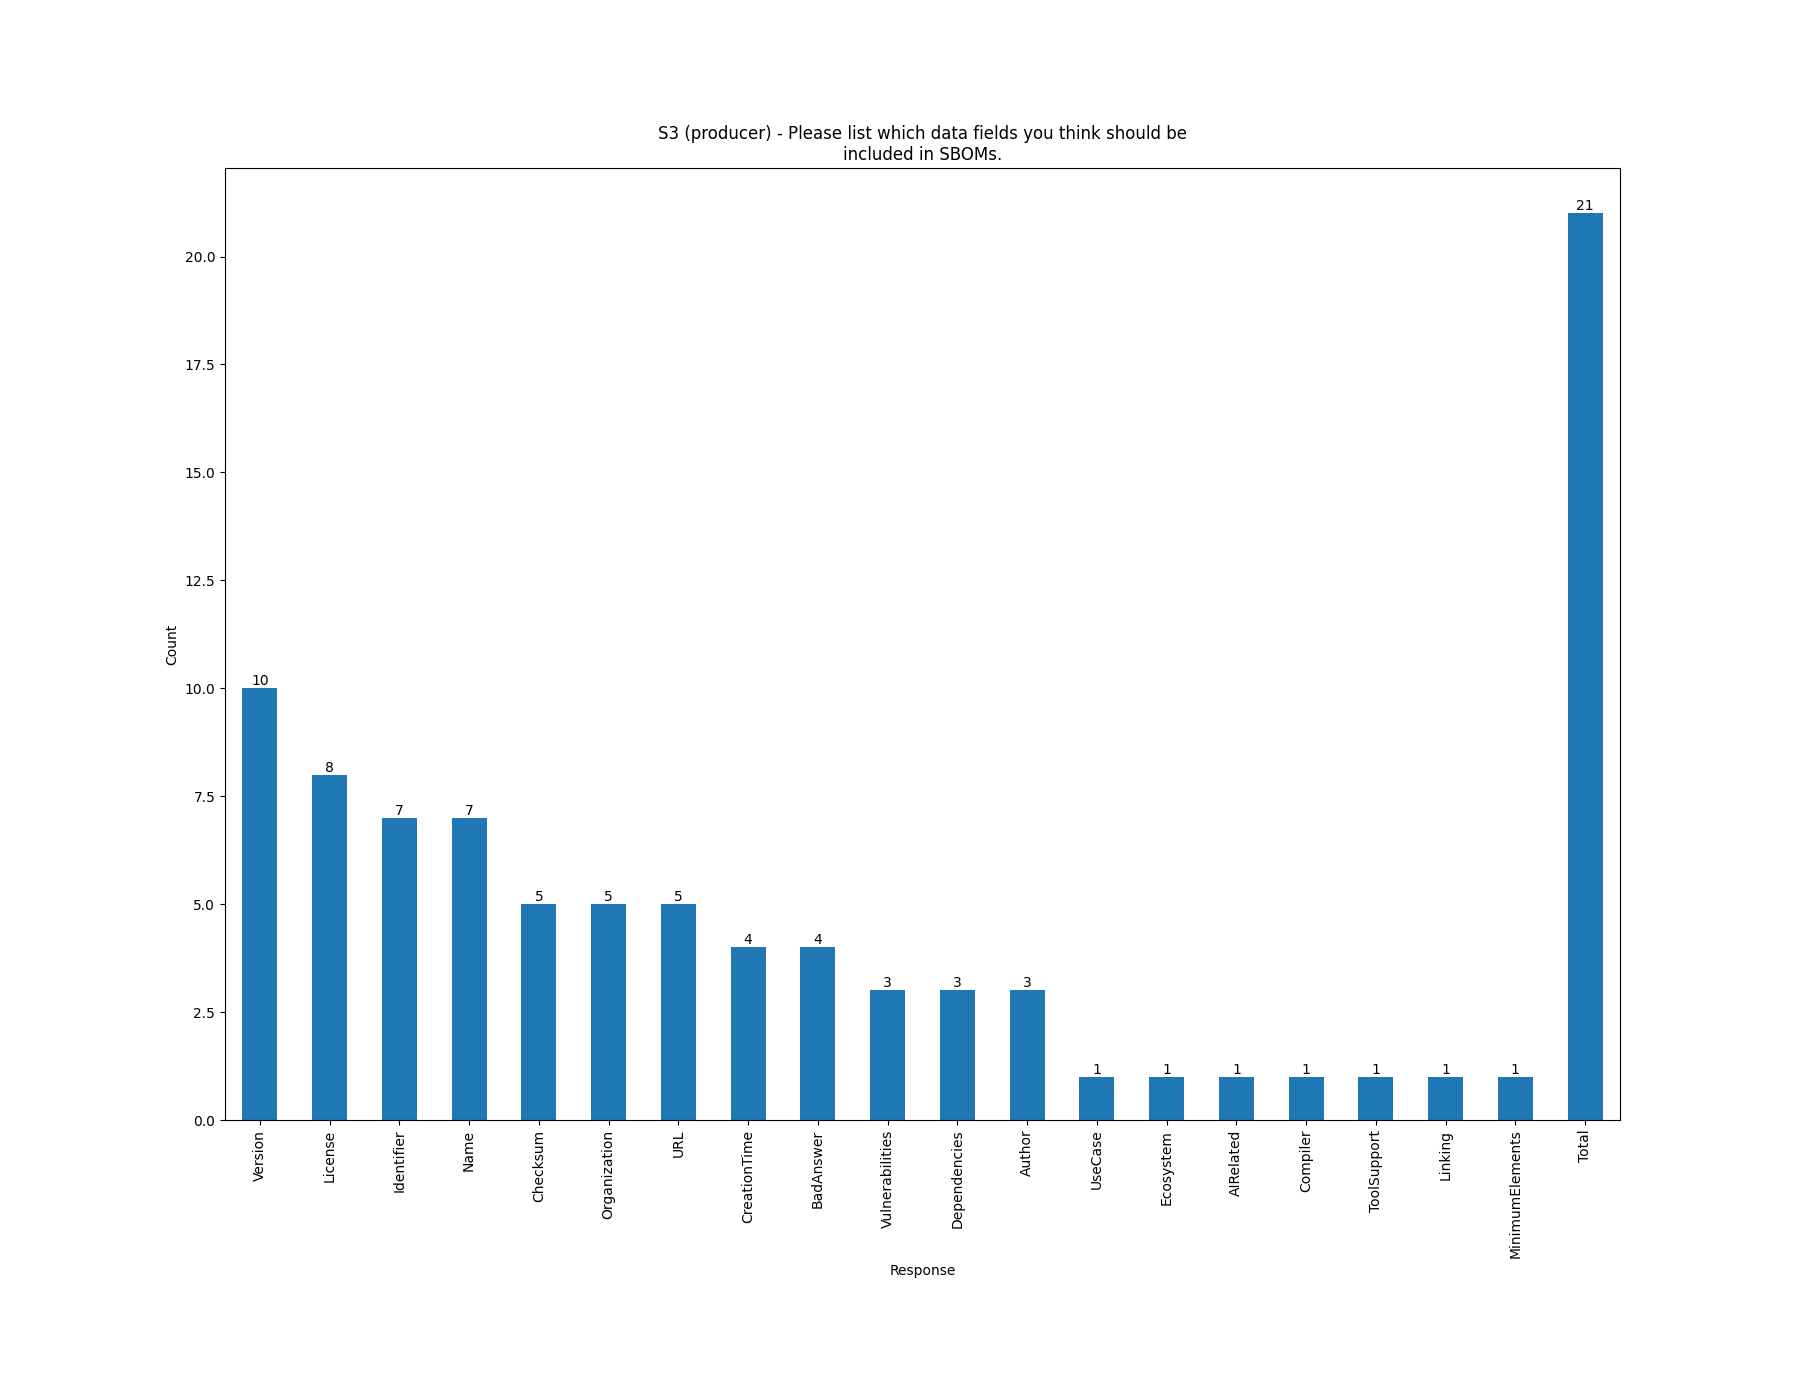 S3 (producer) - Please list which data fields you think should be
included in SBOMs.
21
20.0
17.5
15.0
12.5
10.0
7.5
5.0
2.5
0.0
Count
10
8
7
7
5
5
5
4
4
3
3
3
1
1
1
1
1
1
1
Version
License
Identifier
Name
Checksum
Organization
URL
CreationTime
BadAnswer
Vulnerabilities
Dependencies
Author
UseCase
Ecosystem
AIRelated
Compiler
ToolSupport
Linking
MinimumElements
Total
Response